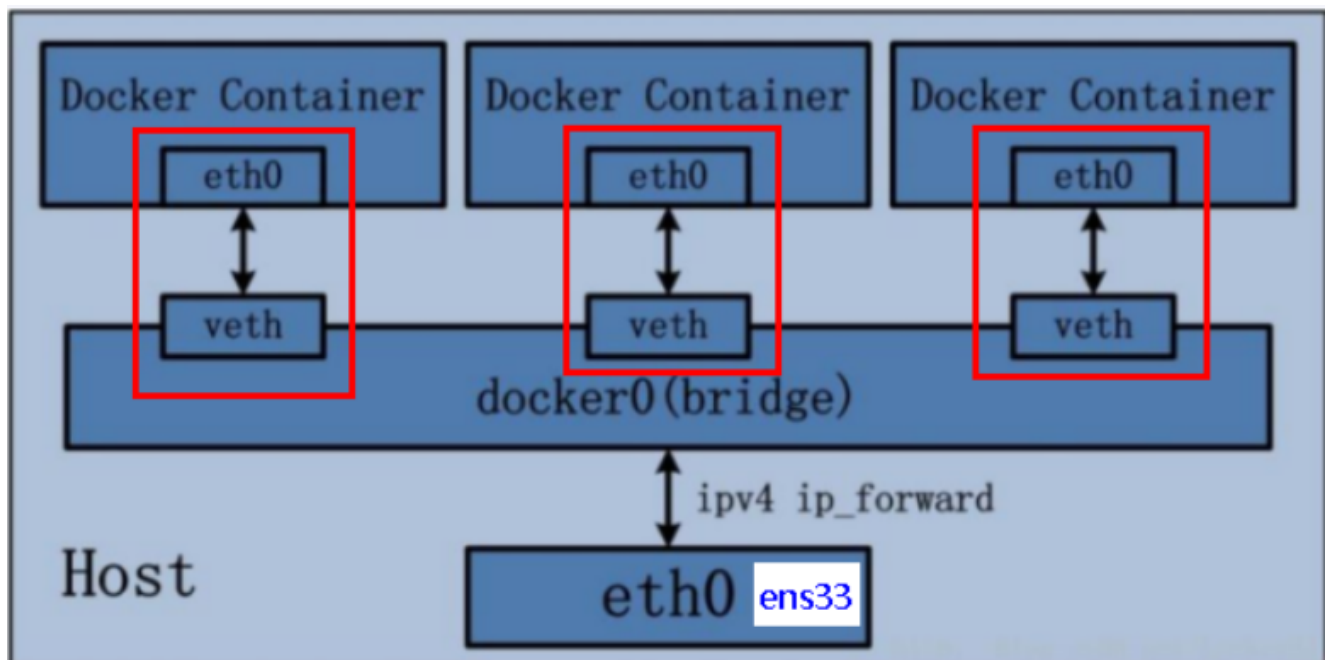 Docker Container
Docker Container
Docker Container
eth0
eth0
eth0
veth
veth
veth
docker0(bridge)
ipv4 ip_forward
Host
eth0 ens33